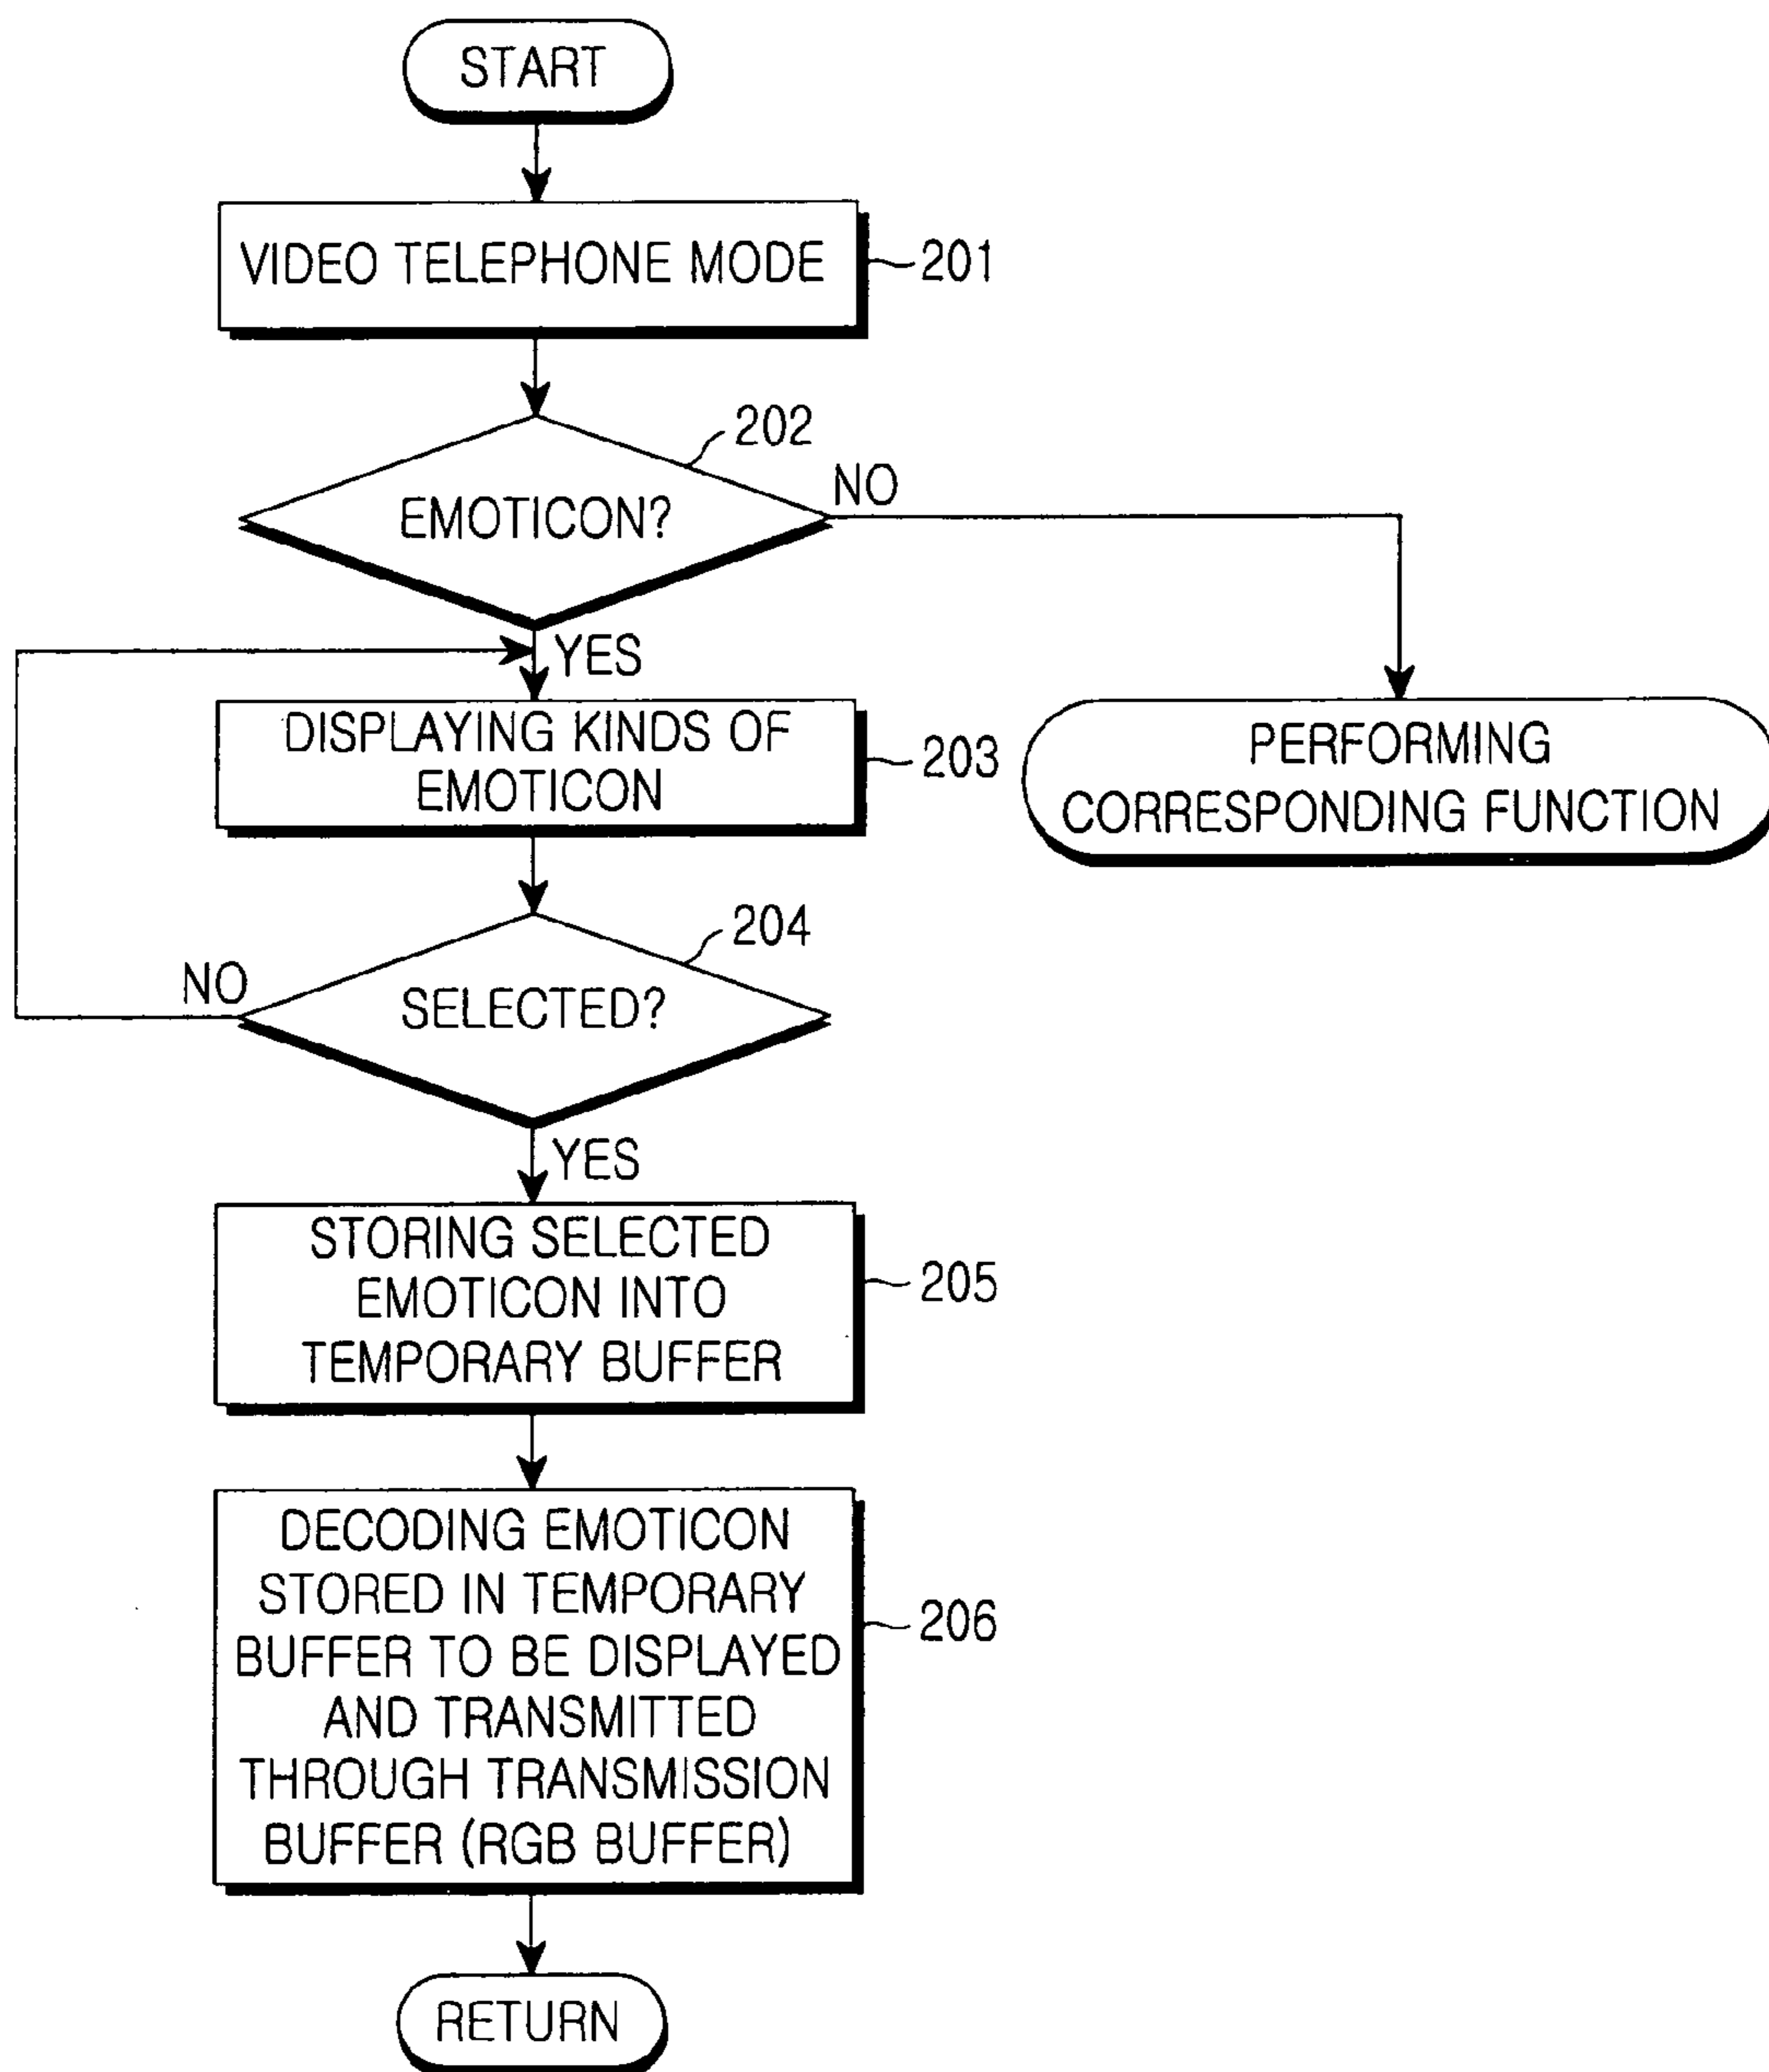 START
VIDEO TELEPHONE MODE
201
202
EMOTICON?
NO
YES
DISPLAYING KINDS OF
EMOTICON
203
PERFORMING
CORRESPONDING FUNCTION
204
SELECTED?
NO
YES
STORING SELECTED
EMOTICON INTO
TEMPORARY BUFFER
205
DECODING EMOTICON
STORED IN TEMPORARY
BUFFER TO BE DISPLAYED
AND TRANSMITTED
THROUGH TRANSMISSION
BUFFER (RGB BUFFER)
206
RETURN